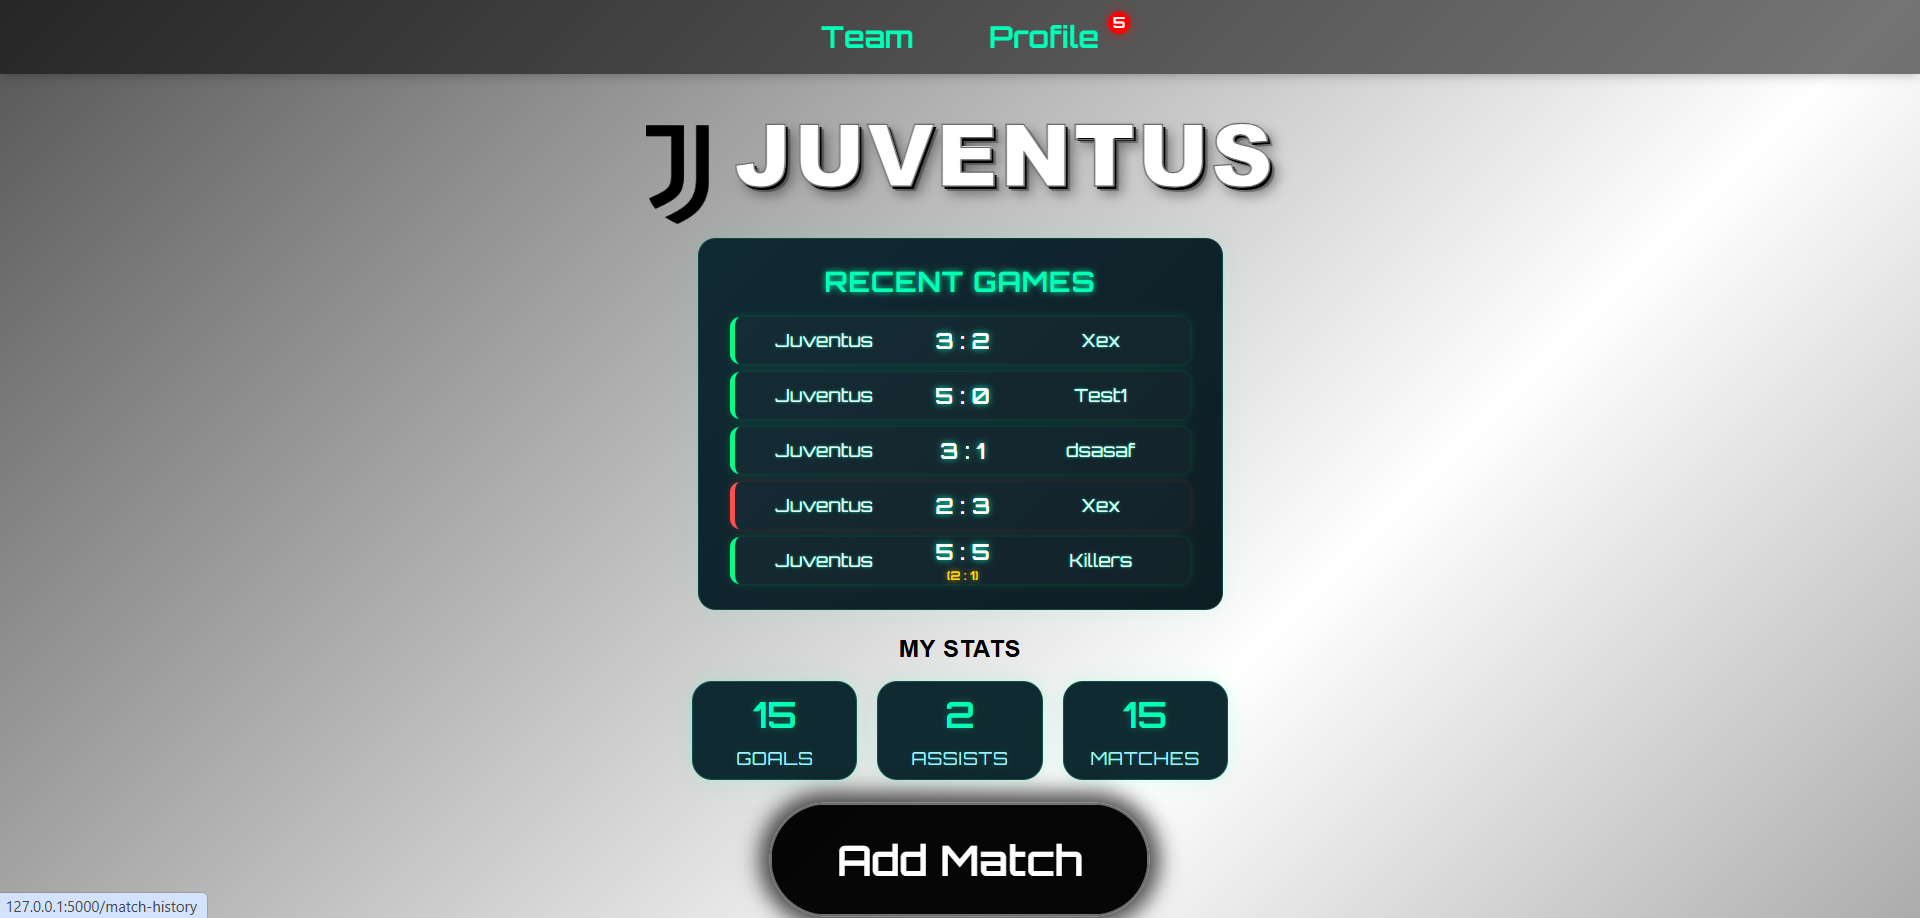 Team Profile 5
JUVENTUS
RECENT GAMES
Juventus 3 : 2 Xex
Juventus 5 : 0 Test1
Juventus 3 : 1 dsasaf
Juventus 2 : 3 Xex
Juventus 5 : 5 Killers
(2 : 1)
MY STATS
15 2 15
GOALS ASSISTS MATCHES
Add Match
127.0.0.1:5000/match-history